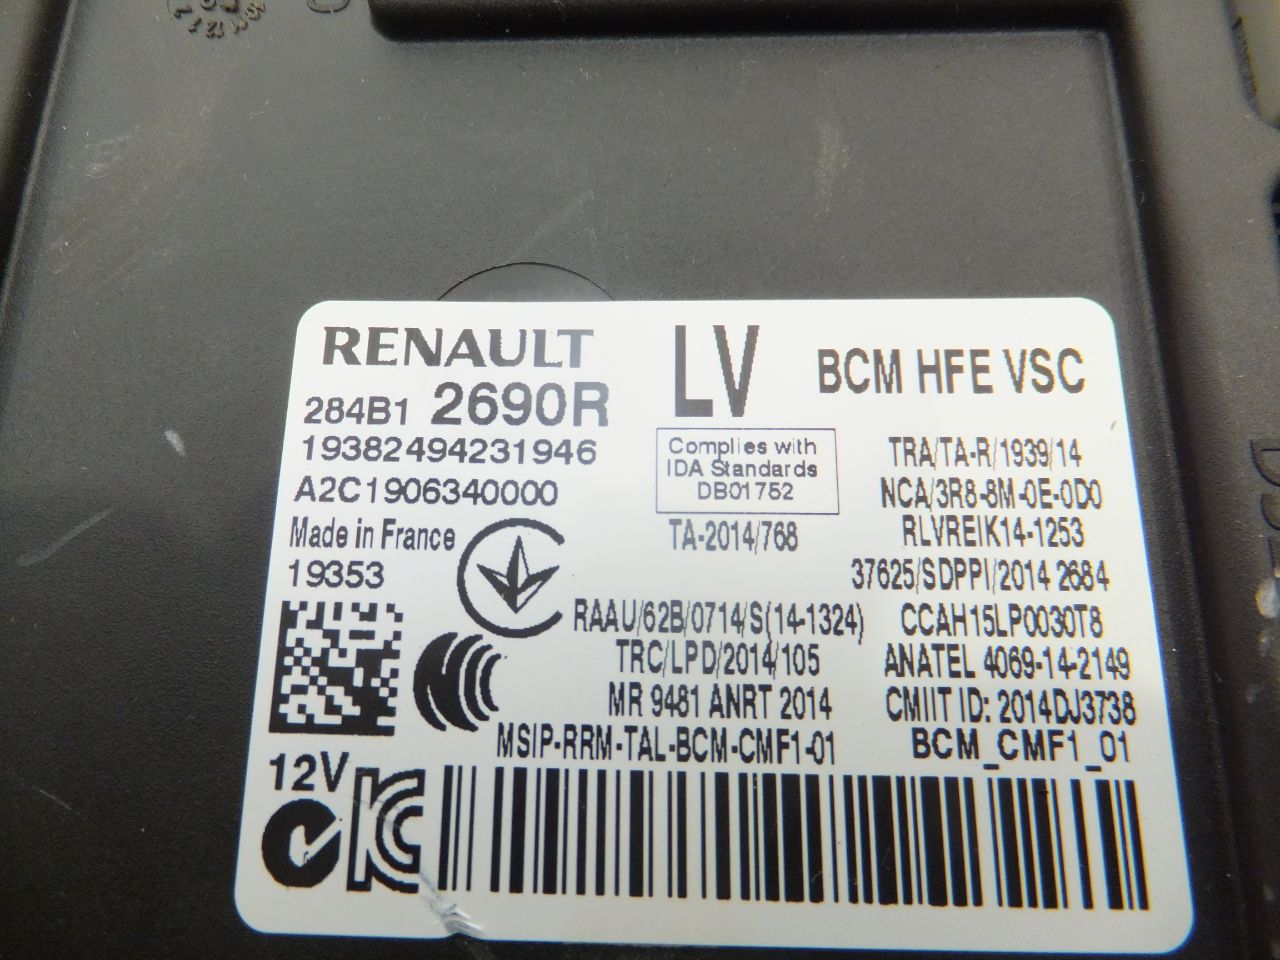 RENAULT
LV
BCM HFE VSC
284B1 2690R
19382494231946
A2C1906340000
Made in France
19353
Complies with
IDA Standards
DB01752
TA-2014/768
TRA/TA-R/1939/14
NCA/3R8-8M-0E-0D0
RLVREIK14-1253
37625/SDPPI/2014 2684
RAAU/62B/0714/S(14-1324)
CCAH15LP0030T8
TRC/LPD/2014/105
ANATEL 4069-14-2149
MR 9481 ANRT 2014
CMIIT ID: 2014DJ3738
MSIP-RRM-TAL-BCM-CMF1-01
BCM_CMF1_01
12V